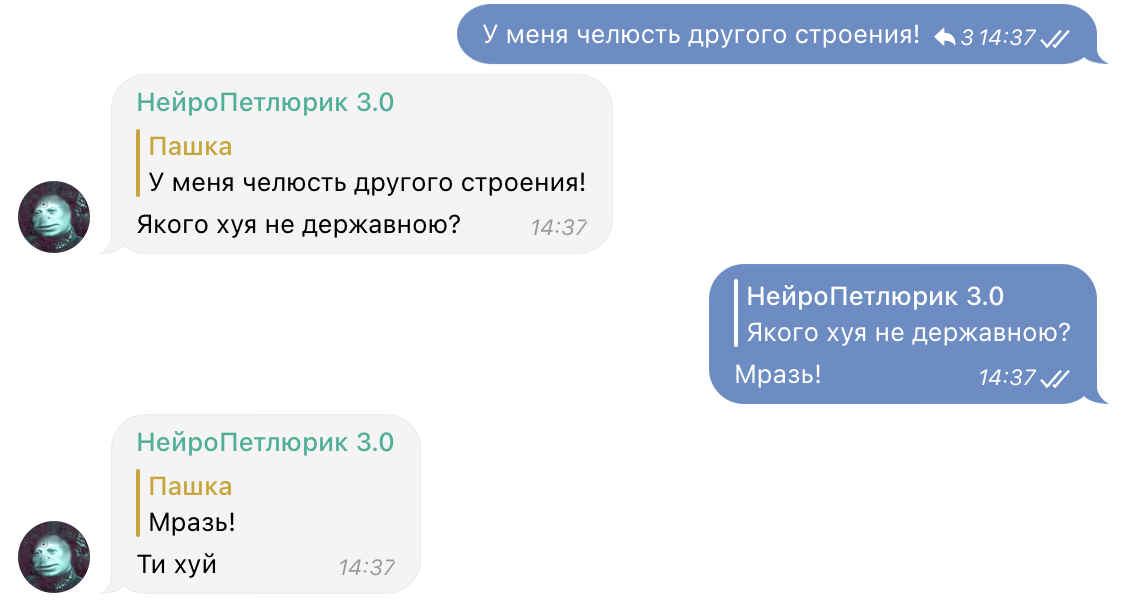 У меня челюсть другого строения! 3 14:37
НейроПетлюрик 3.0
Пашка
У меня челюсть другого строения!
Якого хуя не державною? 14:37
НейроПетлюрик 3.0
Якого хуя не державною?
Мразь! 14:37
НейроПетлюрик 3.0
Пашка
Мразь!
Ти хуй 14:37